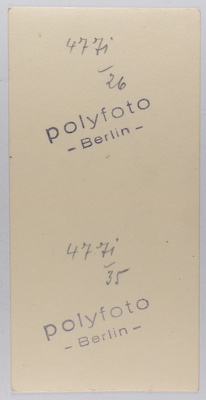 4771
26
polyfoto
- Berlin -
4771
35
polyfoto
- Berlin -